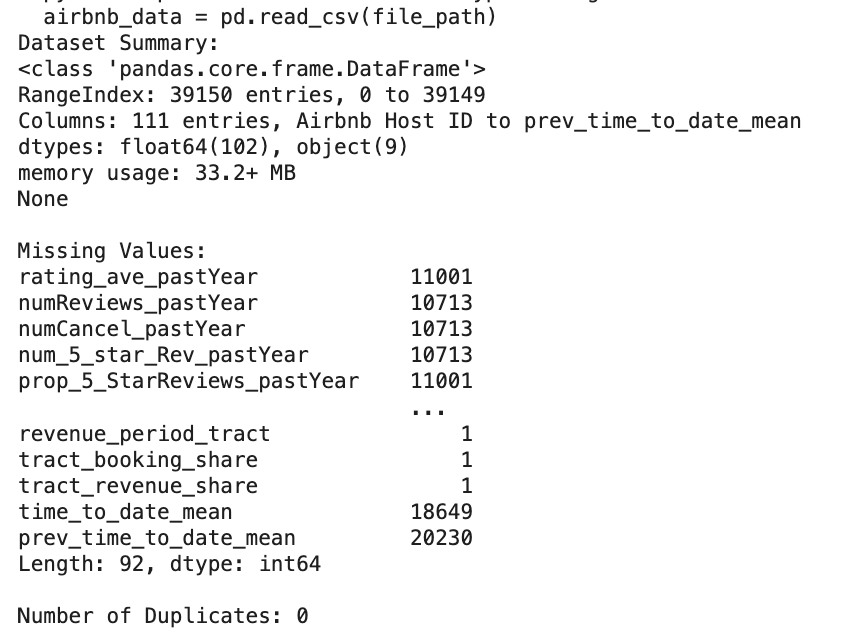 airbnb_data = pd.read_csv(file_path)
Dataset Summary:
<class 'pandas.core.frame.DataFrame'>
RangeIndex: 39150 entries, 0 to 39149
Columns: 111 entries, Airbnb Host ID to prev_time_to_date_mean
dtypes: float64(102), object(9)
memory usage: 33.2+ MB
None

Missing Values:
rating_ave_pastYear 11001
numReviews_pastYear 10713
numCancel_pastYear 10713
num_5_star_Rev_pastYear 10713
prop_5_StarReviews_pastYear 11001
...
revenue_period_tract 1
tract_booking_share 1
tract_revenue_share 1
time_to_date_mean 18649
prev_time_to_date_mean 20230
Length: 92, dtype: int64

Number of Duplicates: 0